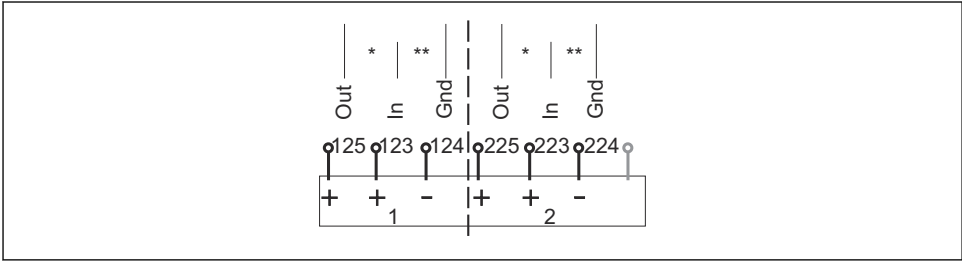 * ** * **
Out In Gnd Out In Gnd
125 123 124 225 223 224
+ + - + + -
1 2